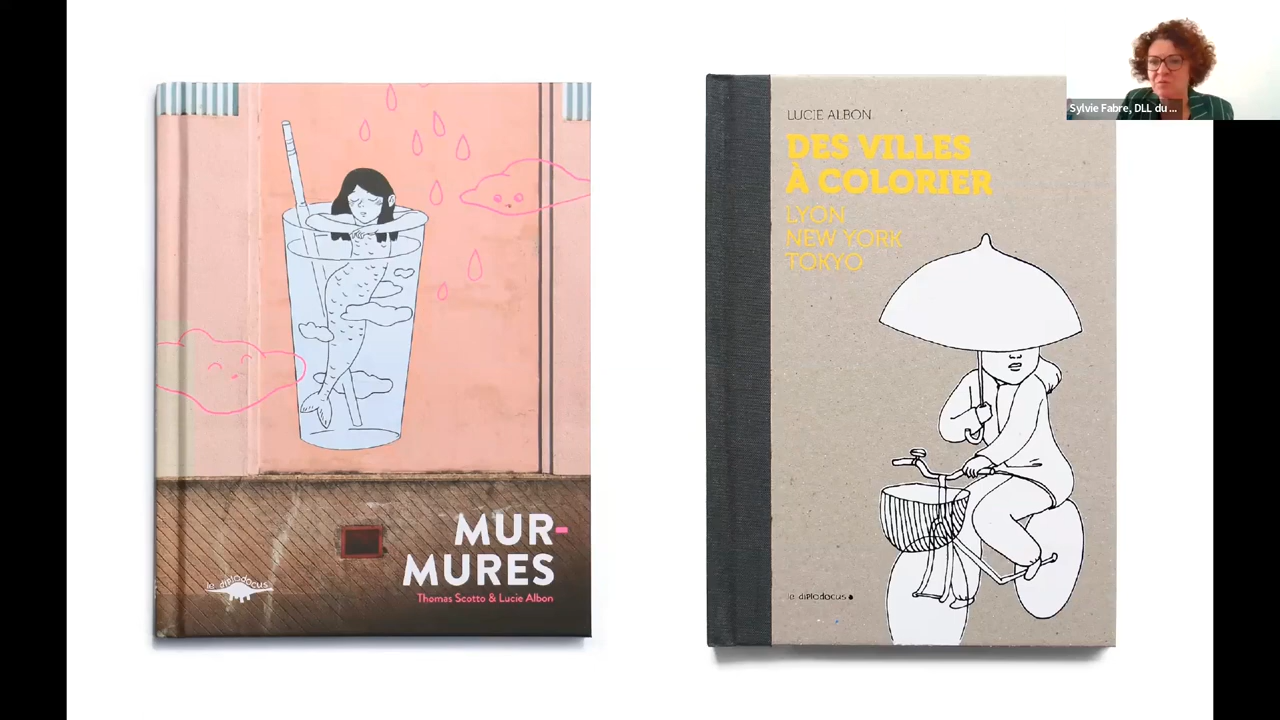 MUR-
MURES
Thomas Scotto & Lucie Albon
le diplodocus
LUCIE ALBON
DES VILLES
À COLORIER
LYON
NEW YORK
TOKYO
le diplodocus
Sylvie Fabre, DLL du ...